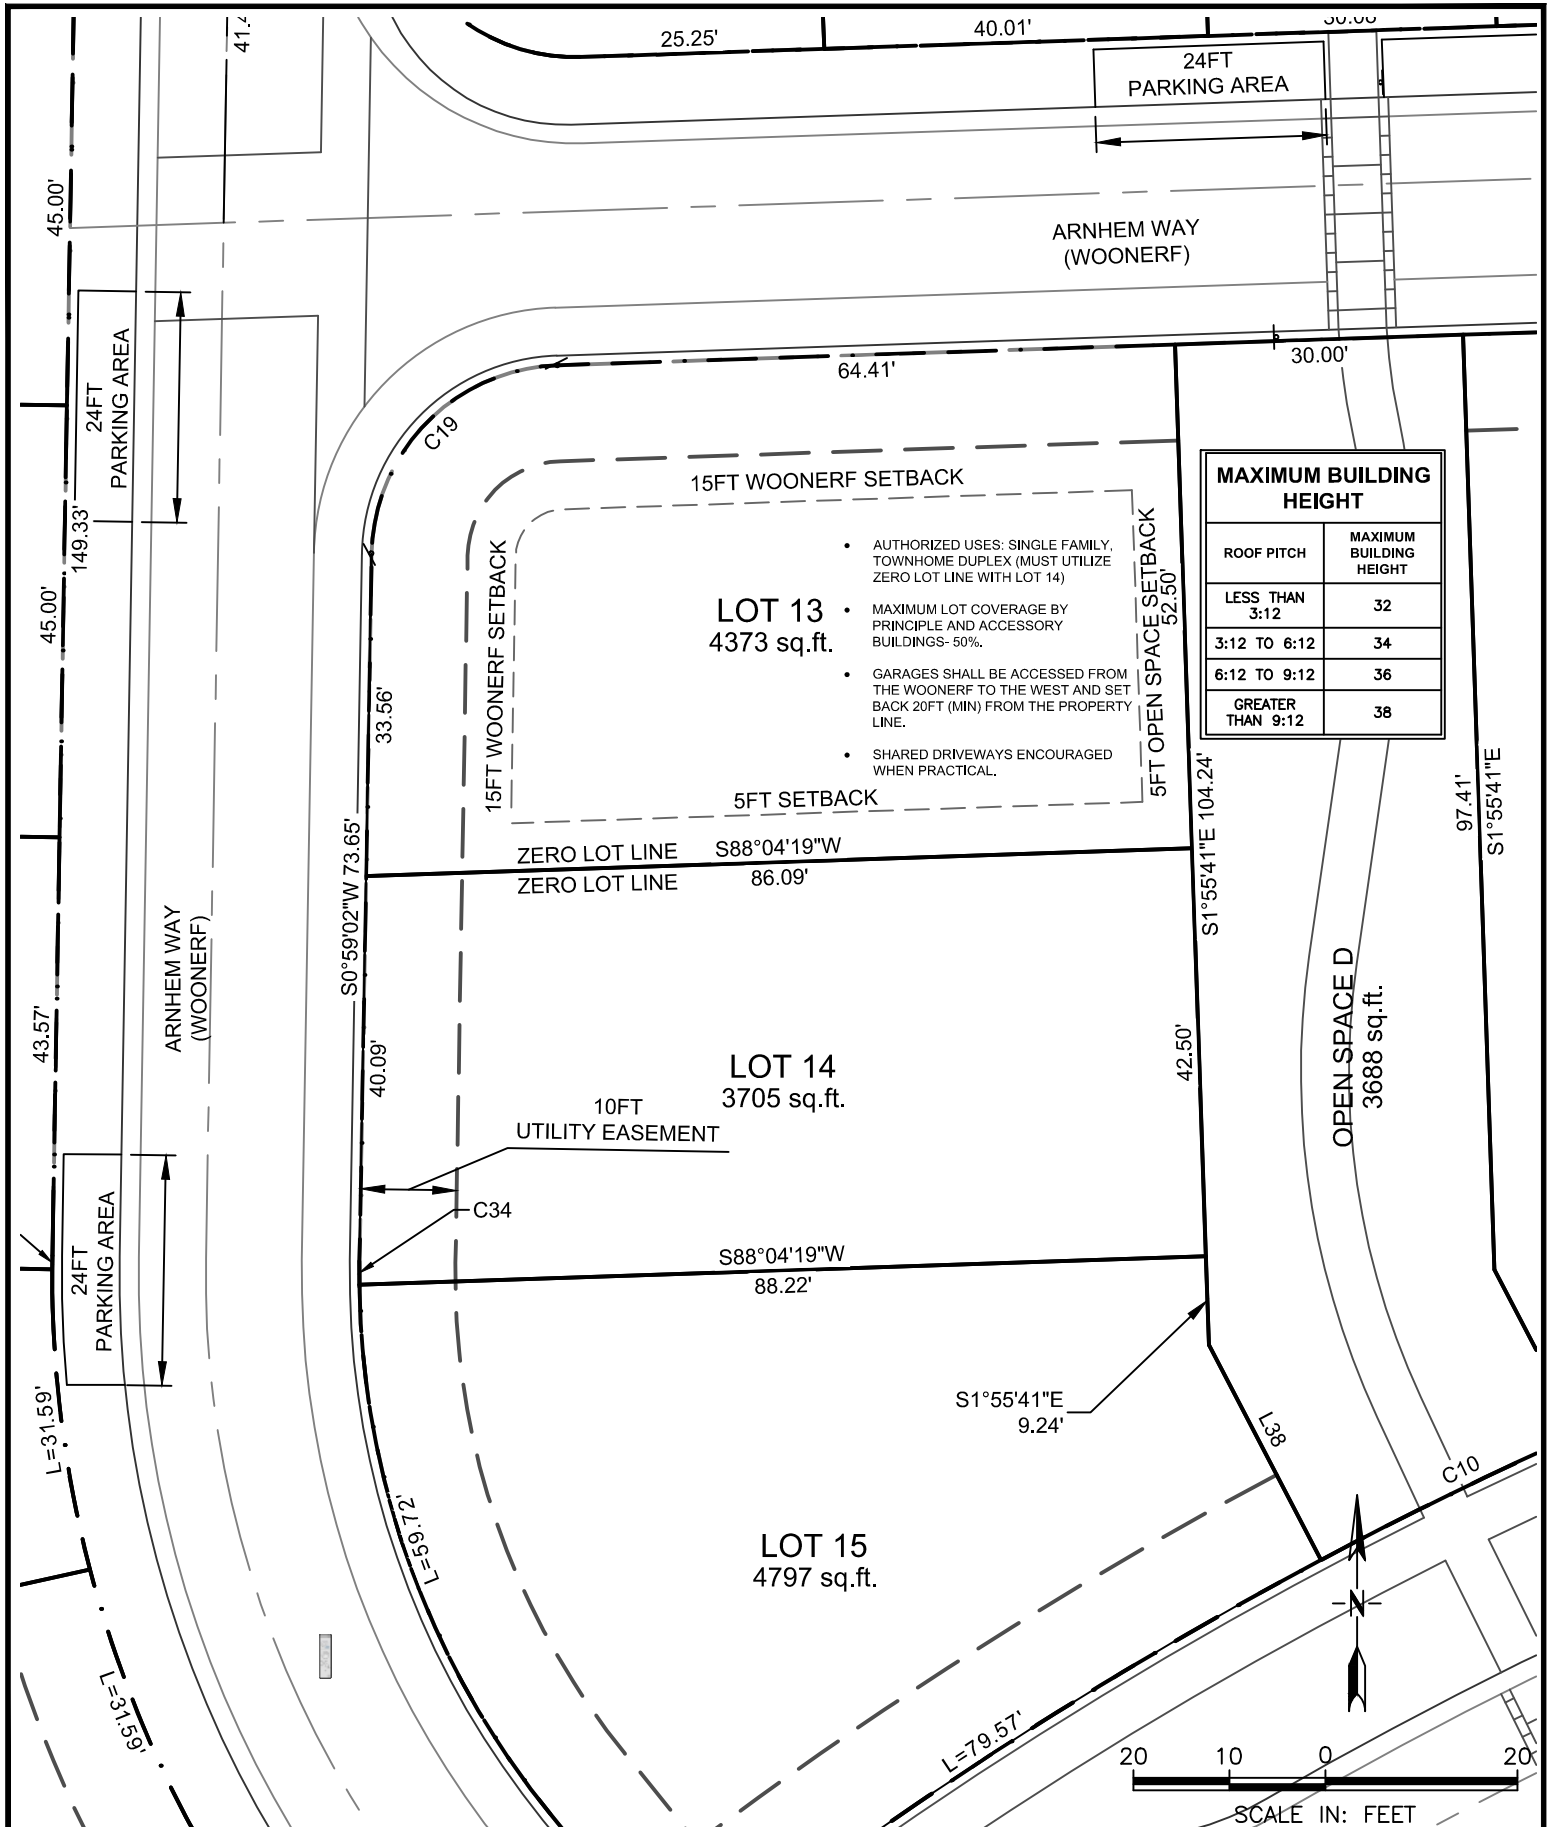 25.25'
40.01'
24FT
PARKING AREA
45.00'
ARNHEM WAY
(WOONERF)
24FT
PARKING AREA
149.33'
64.41'
30.00'
C19
15FT WOONERF SETBACK
MAXIMUM BUILDING
HEIGHT
ROOF PITCH
MAXIMUM
BUILDING
HEIGHT
LESS THAN
3:12
32
3:12 TO 6:12
34
6:12 TO 9:12
36
GREATER
THAN 9:12
38
15FT WOONERF SETBACK
• AUTHORIZED USES: SINGLE FAMILY,
TOWNHOME DUPLEX (MUST UTILIZE
ZERO LOT LINE WITH LOT 14)
• MAXIMUM LOT COVERAGE BY
PRINCIPLE AND ACCESSORY
BUILDINGS- 50%.
• GARAGES SHALL BE ACCESSED FROM
THE WOONERF TO THE WEST AND SET
BACK 20FT (MIN) FROM THE PROPERTY
LINE.
• SHARED DRIVEWAYS ENCOURAGED
WHEN PRACTICAL.
LOT 13
4373 sq.ft.
5FT OPEN SPACE SETBACK
52.50'
45.00'
33.56'
5FT SETBACK
S1°55'41"E 104.24'
97.41'
S1°55'41"E
ZERO LOT LINE
S88°04'19"W
ZERO LOT LINE
86.09'
S0°59'02"W 73.65'
ARNHEM WAY
(WOONERF)
43.57'
40.09'
LOT 14
3705 sq.ft.
42.50'
OPEN SPACE D
3688 sq.ft.
10FT
UTILITY EASEMENT
C34
24FT
PARKING AREA
S88°04'19"W
88.22'
S1°55'41"E
9.24'
L38
L=31.59'
C10
L=59.72'
LOT 15
4797 sq.ft.
N
L=31.59'
L=79.57'
20 10 0 20
SCALE IN: FEET